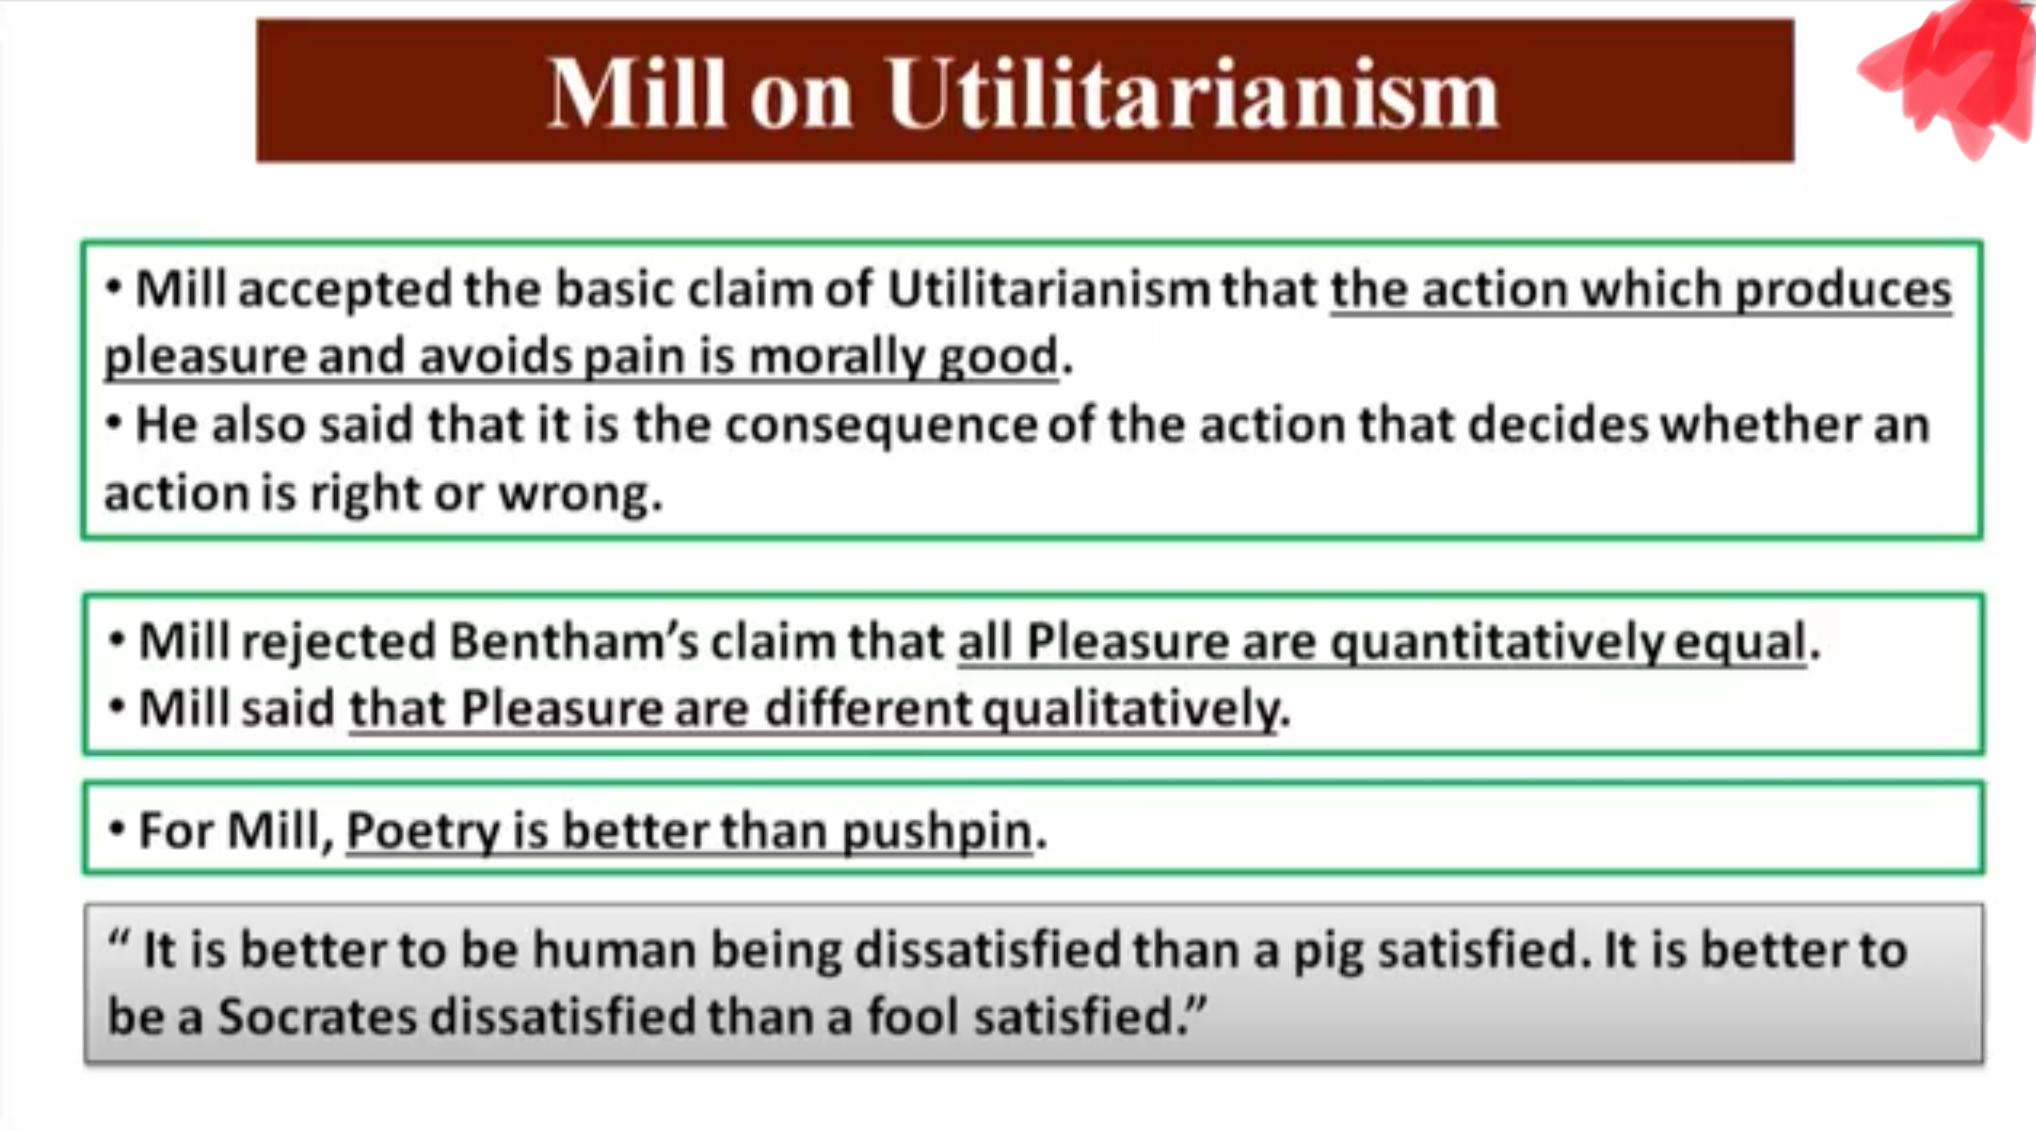 Mill on Utilitarianism
• Mill accepted the basic claim of Utilitarianism that the action which produces
pleasure and avoids pain is morally good.
• He also said that it is the consequence of the action that decides whether an
action is right or wrong.
• Mill rejected Bentham’s claim that all Pleasure are quantitatively equal.
• Mill said that Pleasure are different qualitatively.
• For Mill, Poetry is better than pushpin.
“ It is better to be human being dissatisfied than a pig satisfied. It is better to
be a Socrates dissatisfied than a fool satisfied.”